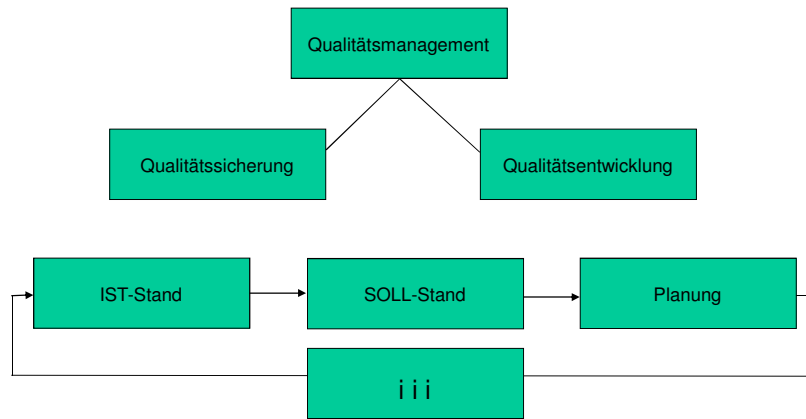 Qualitätsmanagement
Qualitätssicherung
Qualitätsentwicklung
IST-Stand
SOLL-Stand
Planung
i i i